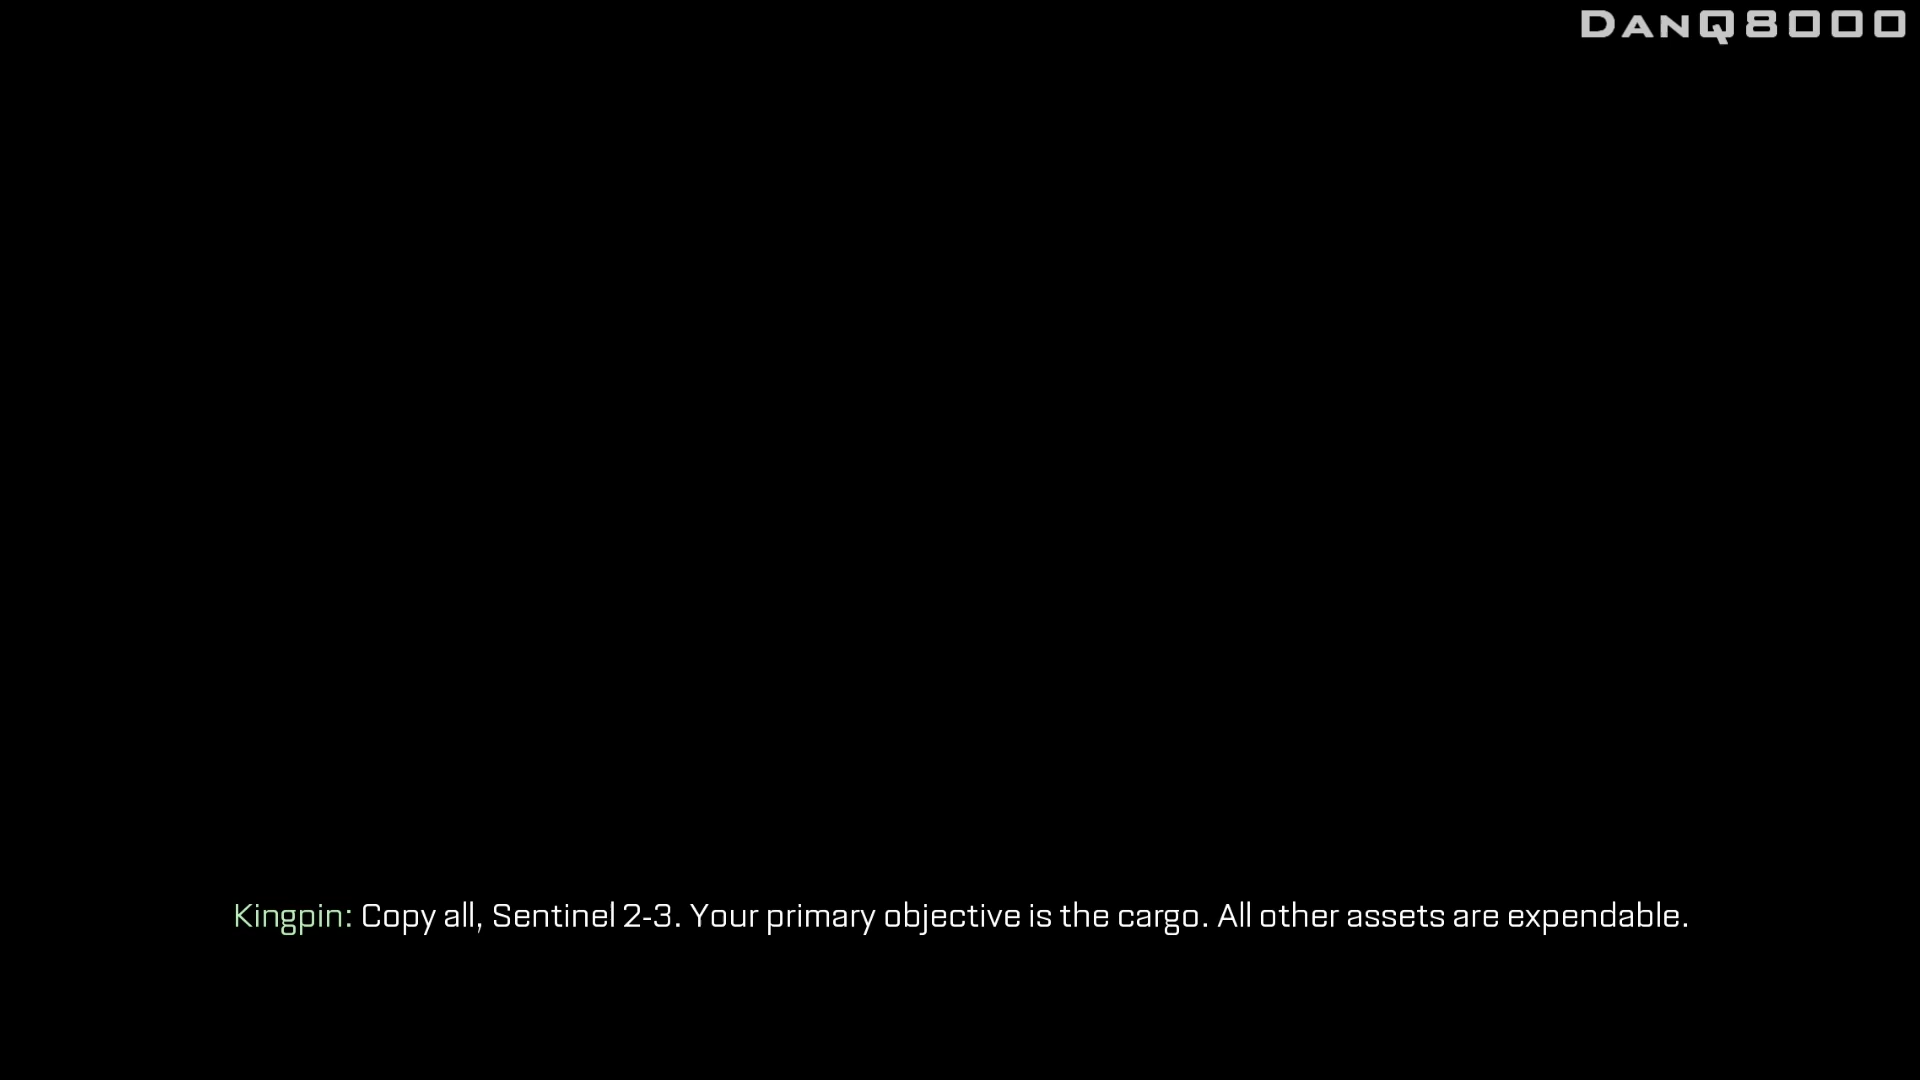 DanQ8000
Kingpin: Copy all, Sentinel 2-3. Your primary objective is the cargo. All other assets are expendable.